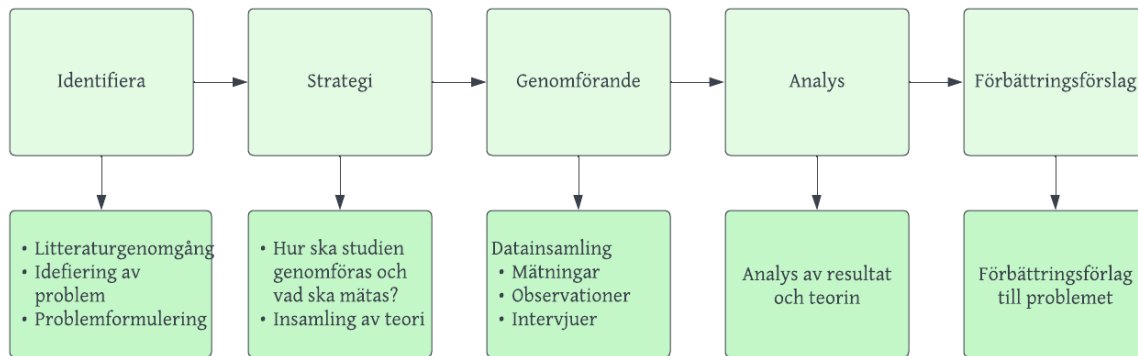 Identifiera
Strategi
Genomförande
Analys
Förbättringsförslag
• Litteraturgenomgång
• Idefiering av
problem
• Problemformulering
• Hur ska studien
genomföras och
vad ska mätas?
• Insamling av teori
Datainsamling
• Mätningar
• Observationer
• Intervjuer
Analys av resultat
och teorin
Förbättringsförlag
till problemet